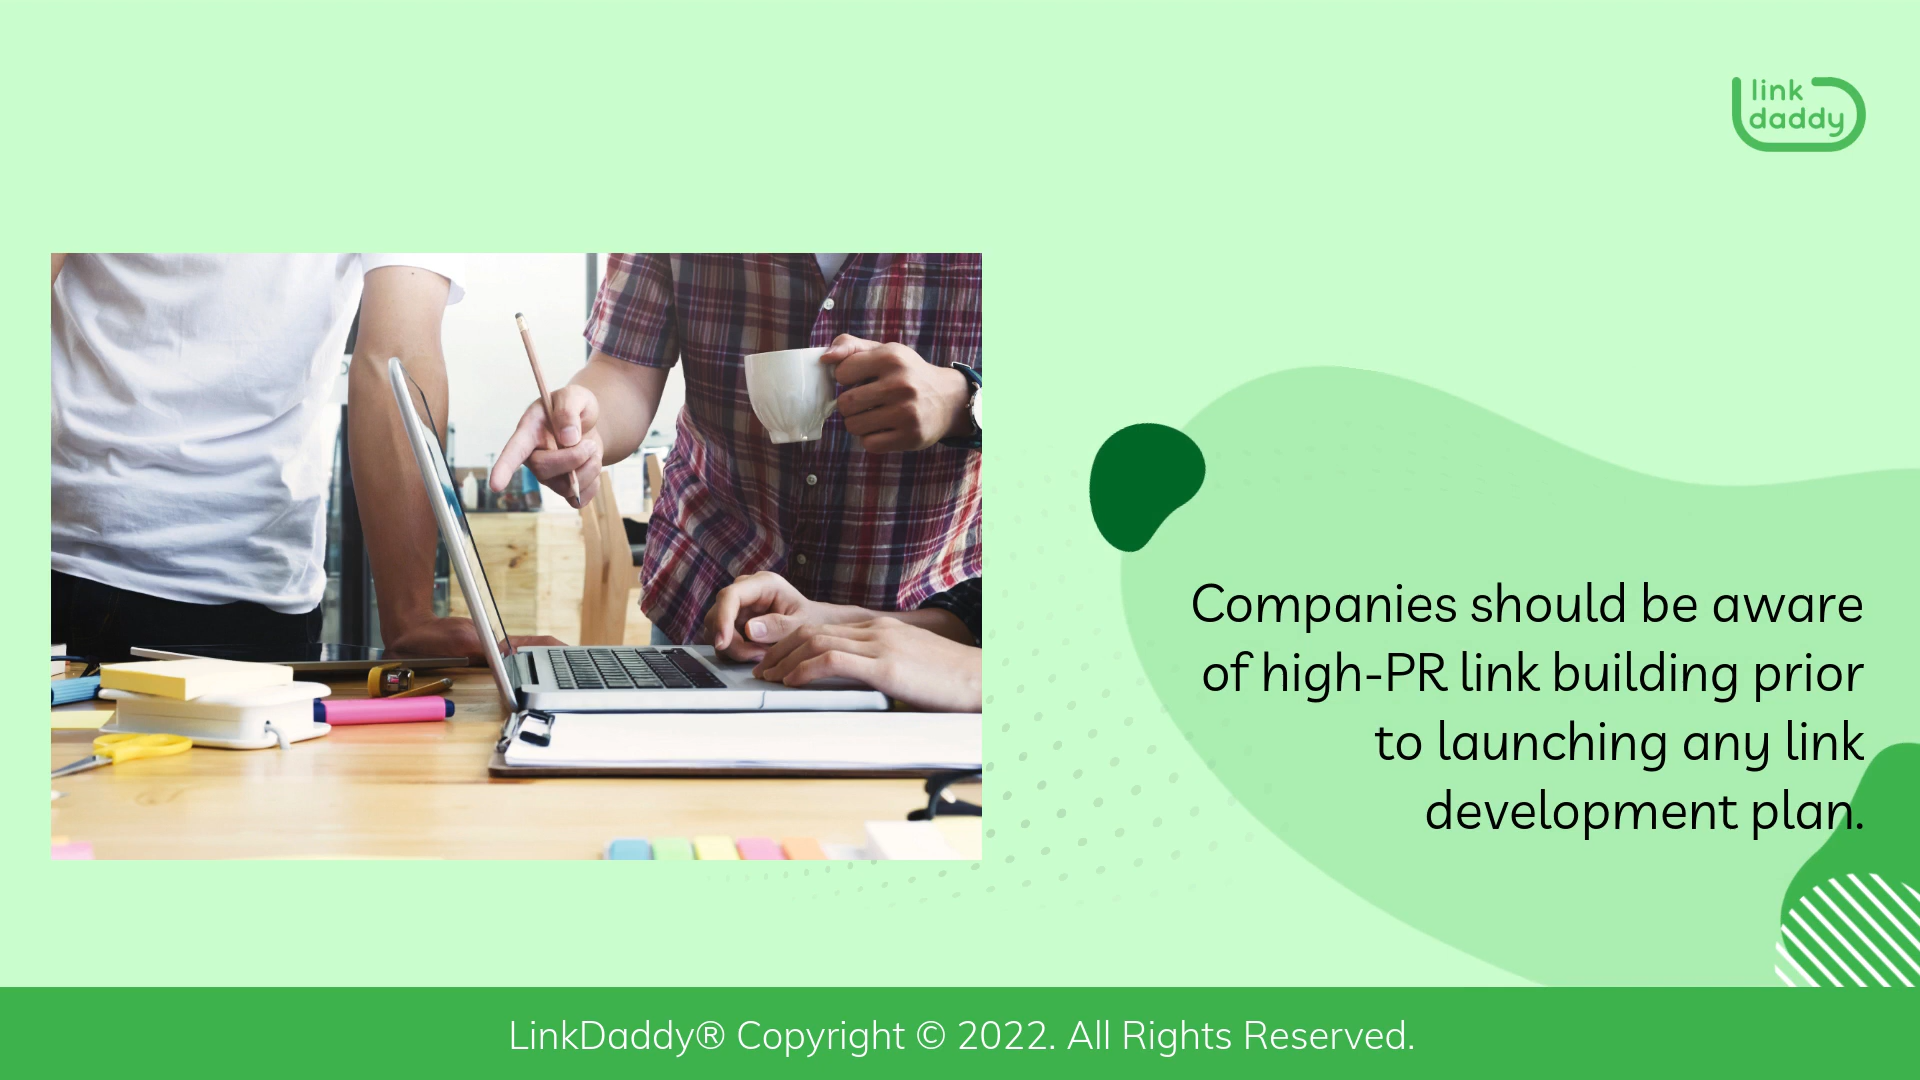 link
daddy
Companies should be aware
of high-PR link building prior
to launching any link
development plan.
LinkDaddy® Copyright © 2022. All Rights Reserved.